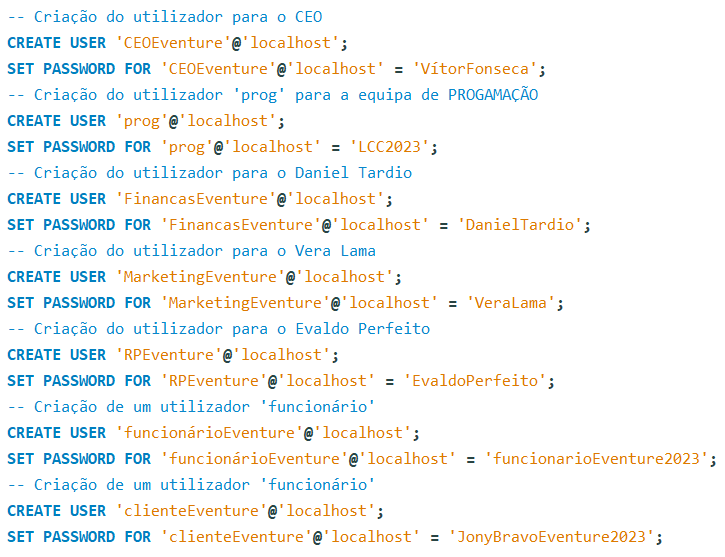 -- Criação do utilizador para o CEO
CREATE USER 'CEOEventure'@'localhost';
SET PASSWORD FOR 'CEOEventure'@'localhost' = 'VítorFonseca';
-- Criação do utilizador 'prog' para a equipa de PROGAMAÇÃO
CREATE USER 'prog'@'localhost';
SET PASSWORD FOR 'prog'@'localhost' = 'LCC2023';
-- Criação do utilizador para o Daniel Tardio
CREATE USER 'FinancasEventure'@'localhost';
SET PASSWORD FOR 'FinancasEventure'@'localhost' = 'DanielTardio';
-- Criação do utilizador para o Vera Lama
CREATE USER 'MarketingEventure'@'localhost';
SET PASSWORD FOR 'MarketingEventure'@'localhost' = 'VeraLama';
-- Criação do utilizador para o Evaldo Perfeito
CREATE USER 'RPEventure'@'localhost';
SET PASSWORD FOR 'RPEventure'@'localhost' = 'EvaldoPerfeito';
-- Criação de um utilizador 'funcionário'
CREATE USER 'funcionárioEventure'@'localhost';
SET PASSWORD FOR 'funcionárioEventure'@'localhost' = 'funcionarioEventure2023';
-- Criação de um utilizador 'funcionário'
CREATE USER 'clienteEventure'@'localhost';
SET PASSWORD FOR 'clienteEventure'@'localhost' = 'JonyBravoEventure2023';